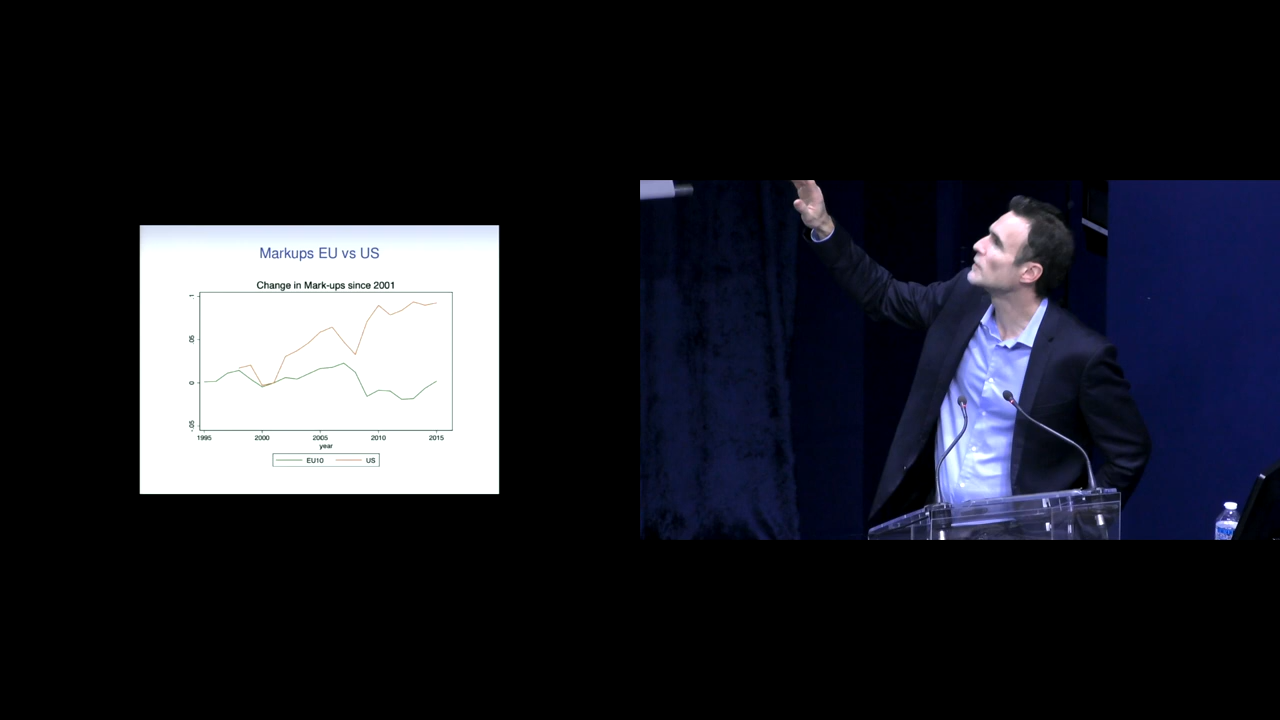 Markups EU vs US
Change in Mark-ups since 2001
.1
.05
0
-.05
1995 2000 2005 2010 2015
year
EU10 US